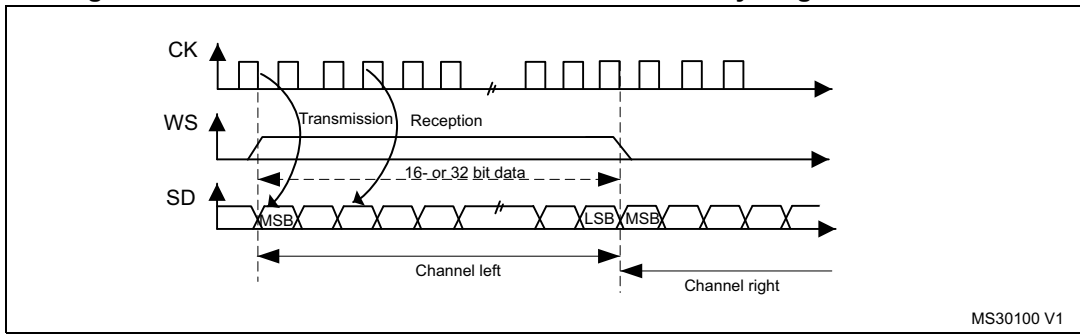 CK
Transmission Reception
WS
16- or 32 bit data
SD
MSB LSB MSB
Channel left
Channel right
MS30100 V1